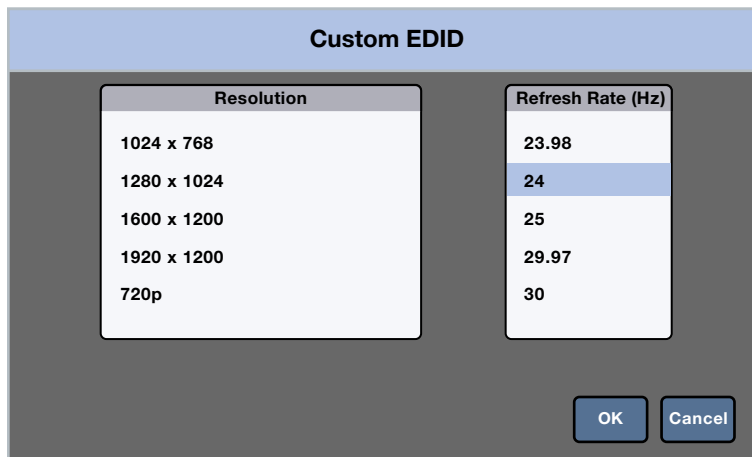 Custom EDID
Resolution
1024 x 768
1280 x 1024
1600 x 1200
1920 x 1200
720p
Refresh Rate (Hz)
23.98
24
25
29.97
30
OK
Cancel